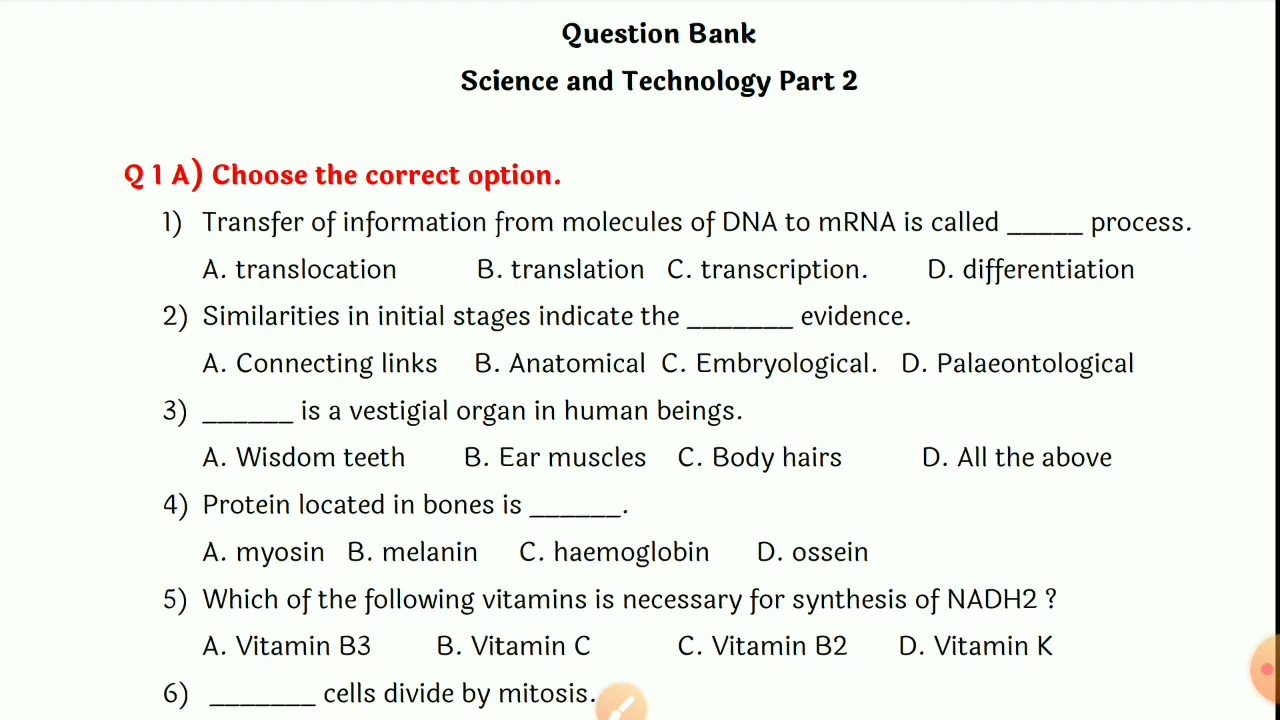 Question Bank
Science and Technology Part 2
Q 1 A) Choose the correct option.
1) Transfer of information from molecules of DNA to mRNA is called _____ process.
A. translocation B. translation C. transcription. D. differentiation
2) Similarities in initial stages indicate the _______ evidence.
A. Connecting links B. Anatomical C. Embryological. D. Palaeontological
3) ______ is a vestigial organ in human beings.
A. Wisdom teeth B. Ear muscles C. Body hairs D. All the above
4) Protein located in bones is ______.
A. myosin B. melanin C. haemoglobin D. ossein
5) Which of the following vitamins is necessary for synthesis of NADH2 ?
A. Vitamin B3 B. Vitamin C C. Vitamin B2 D. Vitamin K
6) _______ cells divide by mitosis.